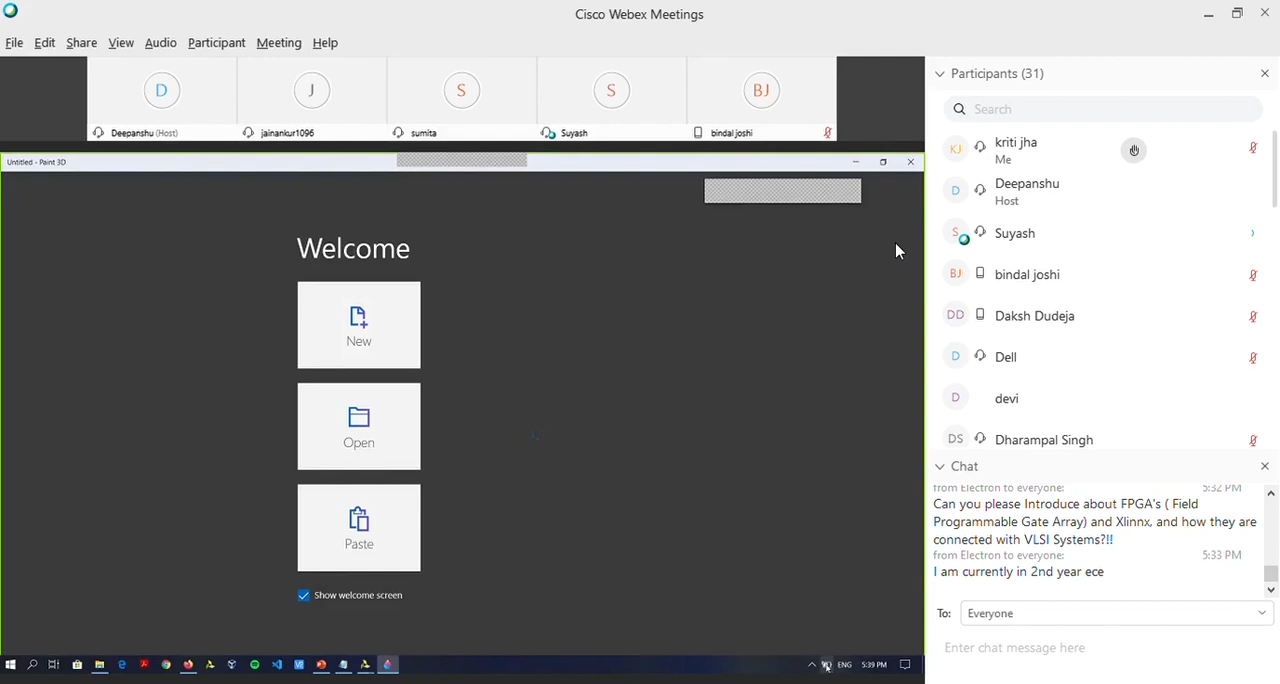 Cisco Webex Meetings
File Edit Share View Audio Participant Meeting Help
D J S S BJ
Deepanshu (Host) jainankur1096 sumita Suyash bindal joshi
Untitled - Paint 3D
Welcome
New
Open
Paste
Show welcome screen
ENG 5:39 PM
Participants (31)
Search
KJ kriti jha
Me
D Deepanshu
Host
S Suyash
BJ bindal joshi
DD Daksh Dudeja
D Dell
D devi
DS Dharampal Singh
Chat
from Electron to everyone: 5:32 PM
Can you please Introduce about FPGA's ( Field
Programmable Gate Array) and Xlinnx, and how they are
connected with VLSI Systems?!!
from Electron to everyone: 5:33 PM
I am currently in 2nd year ece
To: Everyone
Enter chat message here